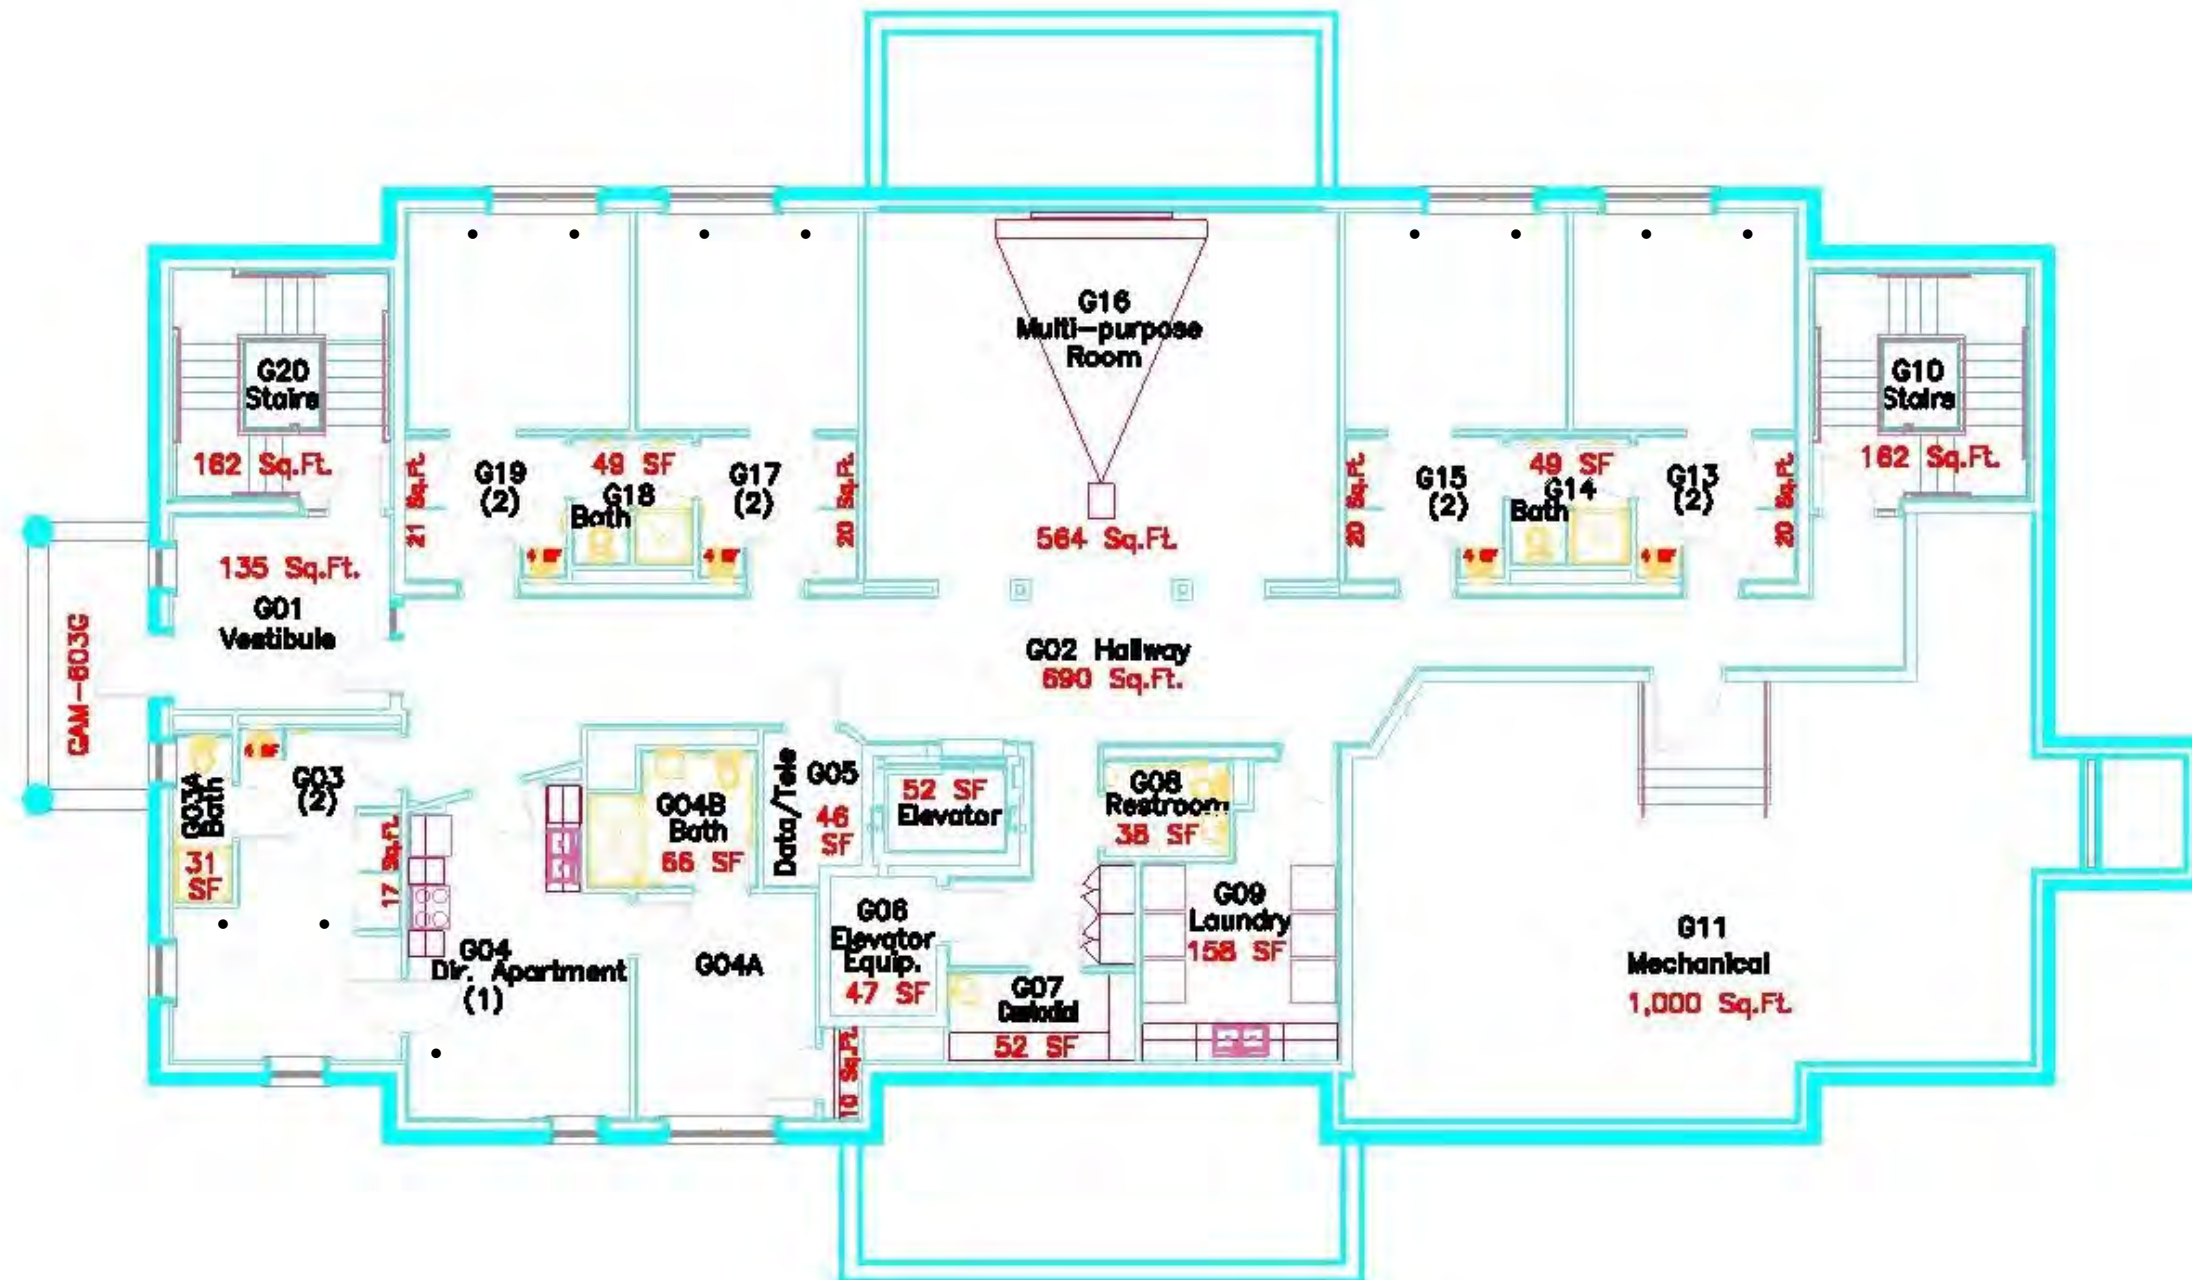 G16
Multi-purpose
Room
564 Sq.Ft.
G20
Stairs
162 Sq.Ft.
G10
Stairs
162 Sq.Ft.
21 Sq.Ft.
G19
(2)
4 SF
49 SF
G18
Bath
G17
(2)
4 SF
20 Sq.Ft.
20 Sq.Ft.
G15
(2)
4 SF
49 SF
G14
Bath
G13
(2)
4 SF
20 Sq.Ft.
135 Sq.Ft.
G01
Vestibule
GAM-603G
G02 Hallway
690 Sq.Ft.
G03A
Bath
31
SF
4 SF
G03
(2)
17 Sq.Ft.
G04
Dir. Apartment
(1)
G04B
Bath
66 SF
G04A
10 Sq.Ft.
Data/Tele
G05
46
SF
52 SF
Elevator
G06
Elevator
Equip.
47 SF
G07
Custodial
52 SF
G08
Restroom
38 SF
G09
Laundry
158 SF
G11
Mechanical
1,000 Sq.Ft.